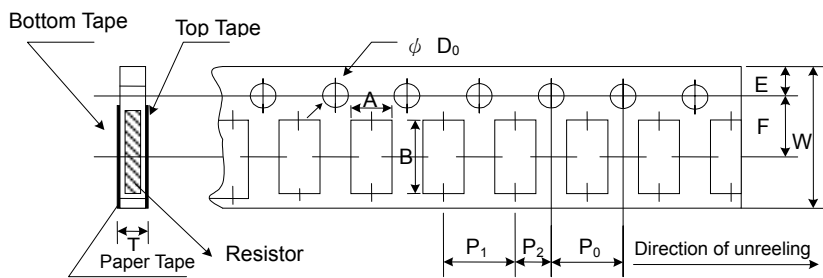 Bottom Tape
Top Tape
ϕ D₀
A
E
F
W
B
T
Paper Tape
Resistor
P₁
P₂
P₀
Direction of unreeling